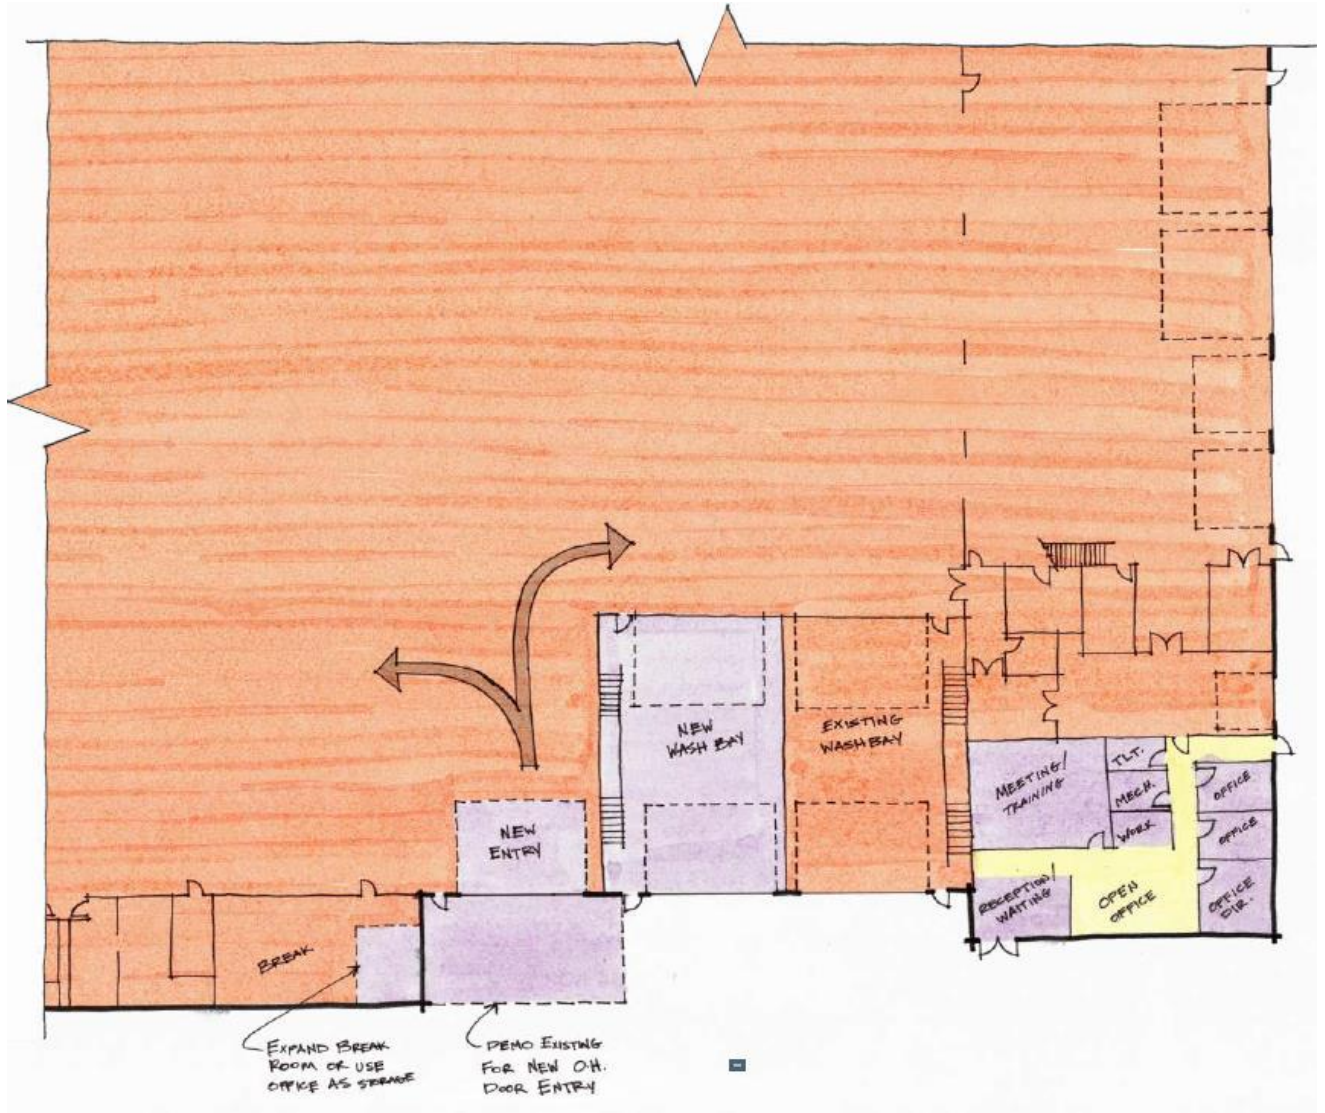 NEW
WASH BAY
EXISTING
WASH BAY
MEETING/
TRAINING
TLT.
MECH.
WORK
OFFICE
OFFICE
OFFICE
DIR.
RECEPTION/
WAITING
OPEN
OFFICE
NEW
ENTRY
BREAK
EXPAND BREAK
ROOM OR USE
OFFICE AS STORAGE
DEMO EXISTING
FOR NEW O.H.
DOOR ENTRY